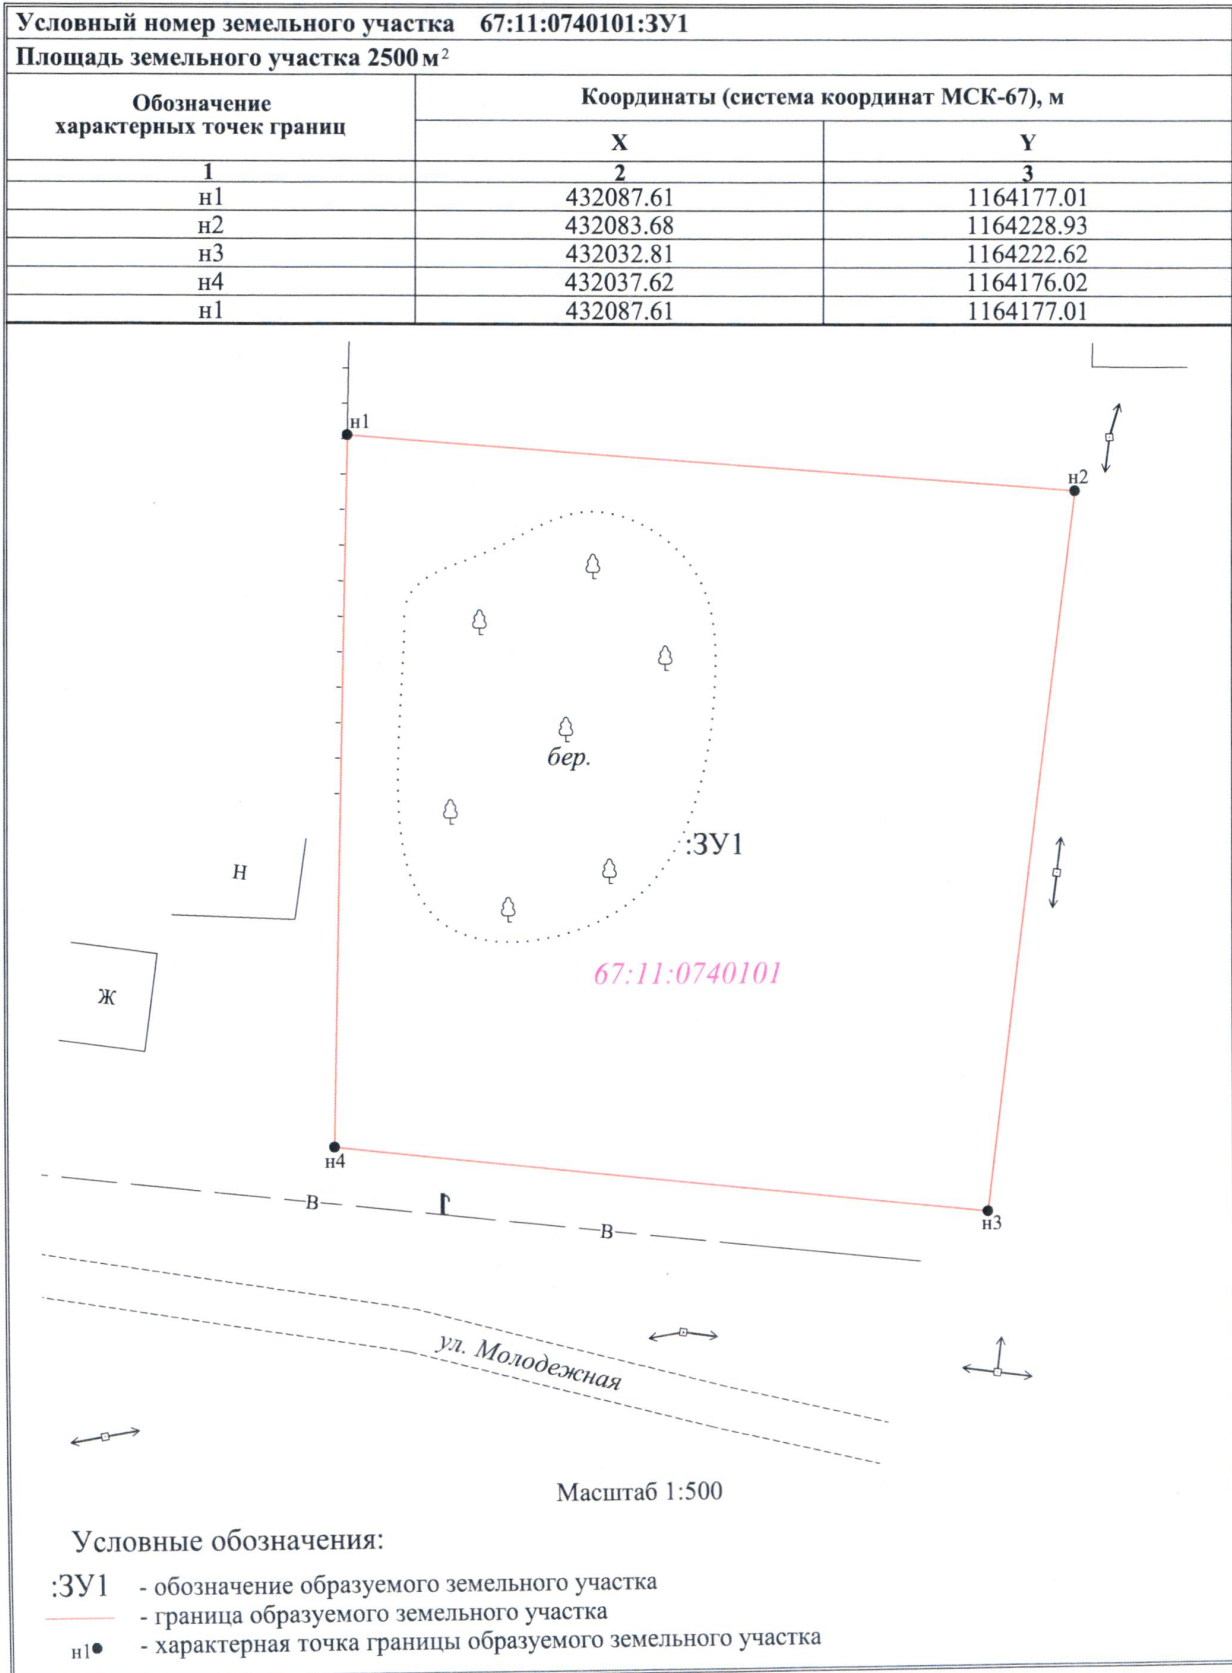 Условный номер земельного участка 67:11:0740101:ЗУ1
Площадь земельного участка 2500 м²
Обозначение характерных точек границ
Координаты (система координат МСК-67), м
X Y
1 2 3
н1 432087.61 1164177.01
н2 432083.68 1164228.93
н3 432032.81 1164222.62
н4 432037.62 1164176.02
н1 432087.61 1164177.01
н1
н2
бер.
:ЗУ1
Н
67:11:0740101
Ж
н4
В
1
В
н3
ул. Молодежная
Масштаб 1:500
Условные обозначения:
:ЗУ1 - обозначение образуемого земельного участка
- граница образуемого земельного участка
н1 - характерная точка границы образуемого земельного участка